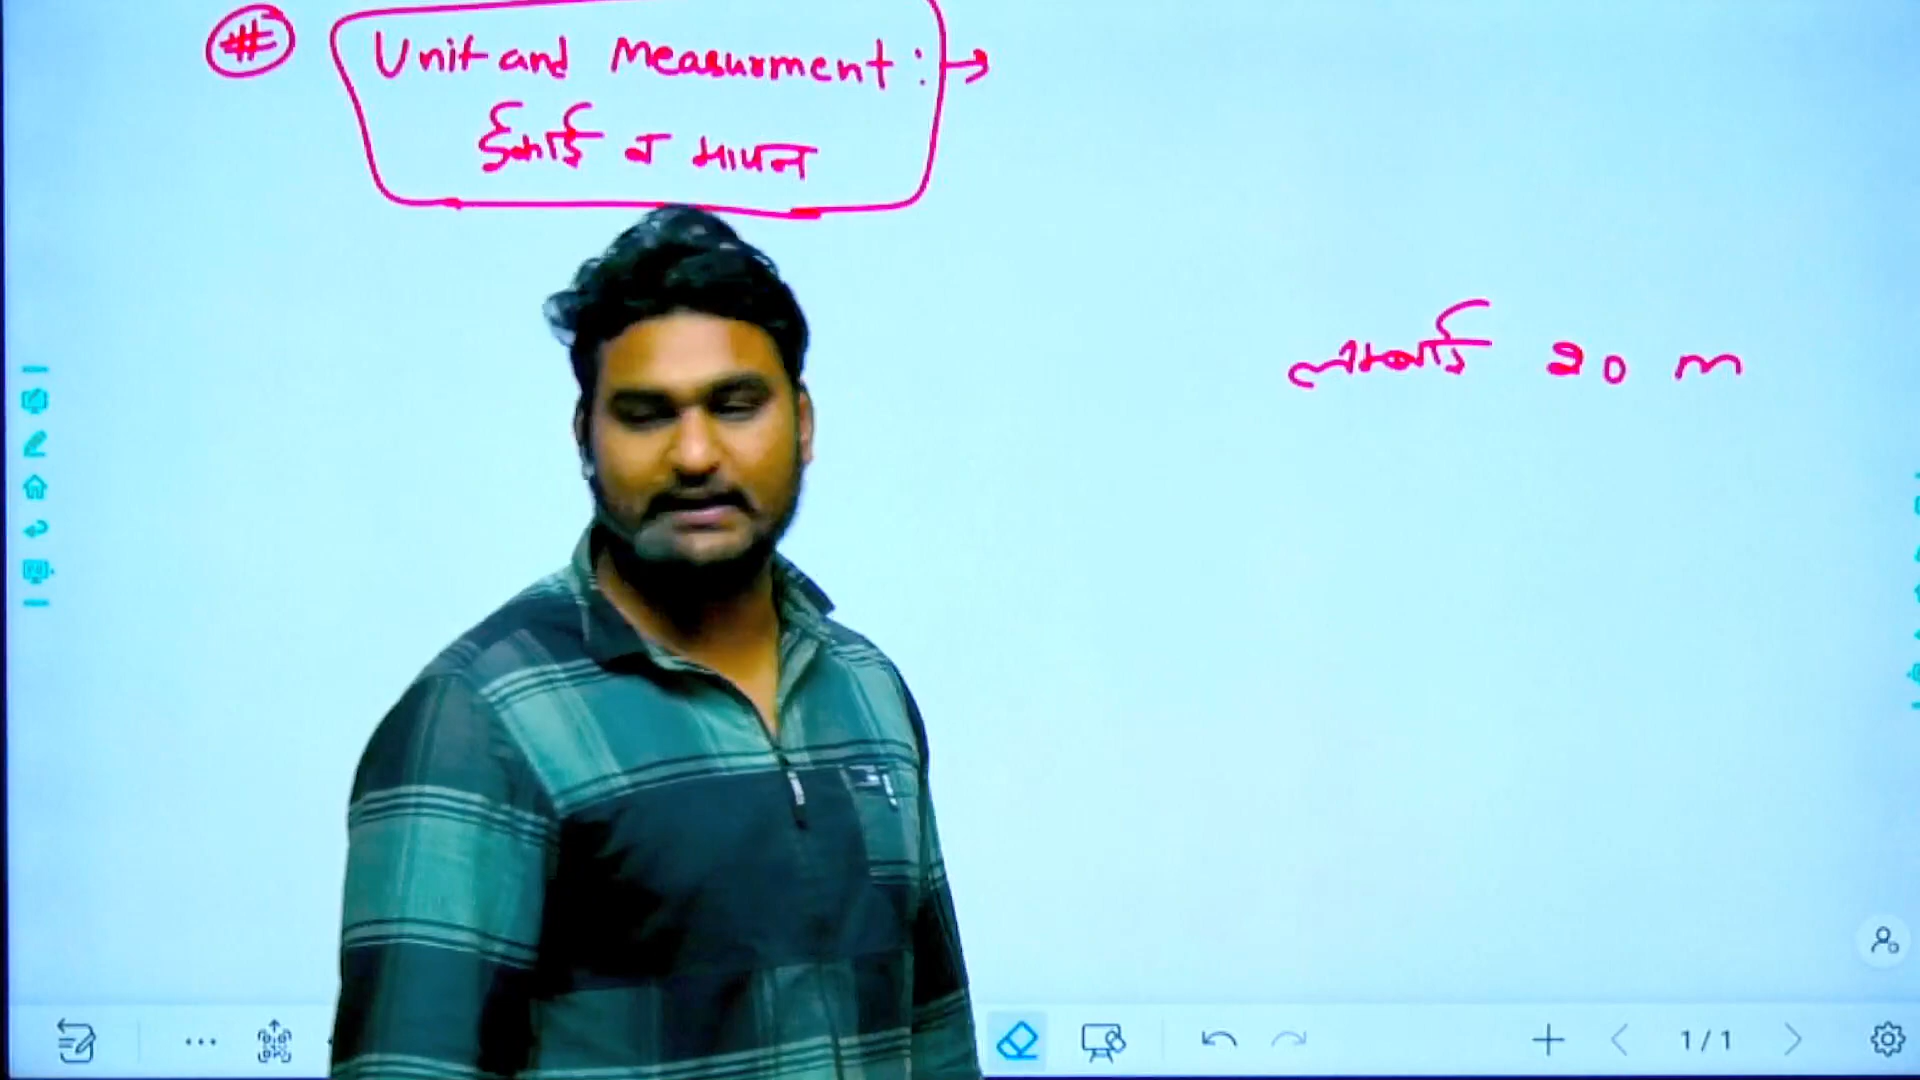 # Unit and Measurment :→
ईकाई व मापन
लम्बाई 20 m
1/1